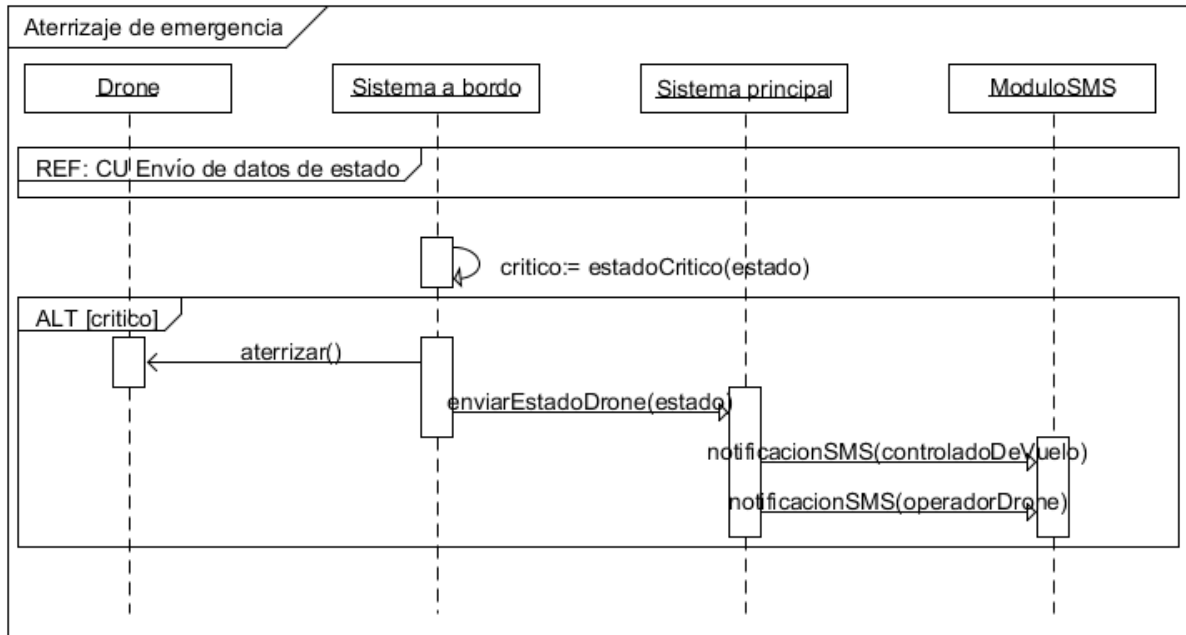 Aterrizaje de emergencia
Drone
Sistema a bordo
Sistema principal
ModuloSMS
REF: CU Envío de datos de estado
critico:= estadoCritico(estado)
ALT [critico]
aterrizar()
enviarEstadoDrone(estado)
notificacionSMS(controladoDeVuelo)
notificacionSMS(operadorDrone)